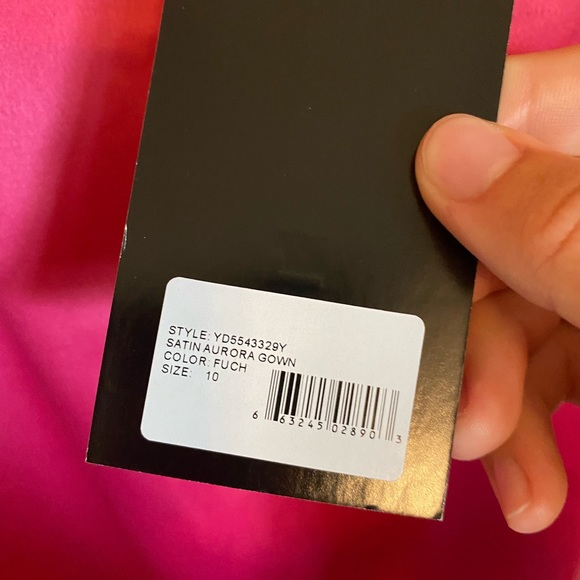 STYLE: YD5543329Y
SATIN AURORA GOWN
COLOR: FUCH
SIZE: 10
6 63245 02890 3